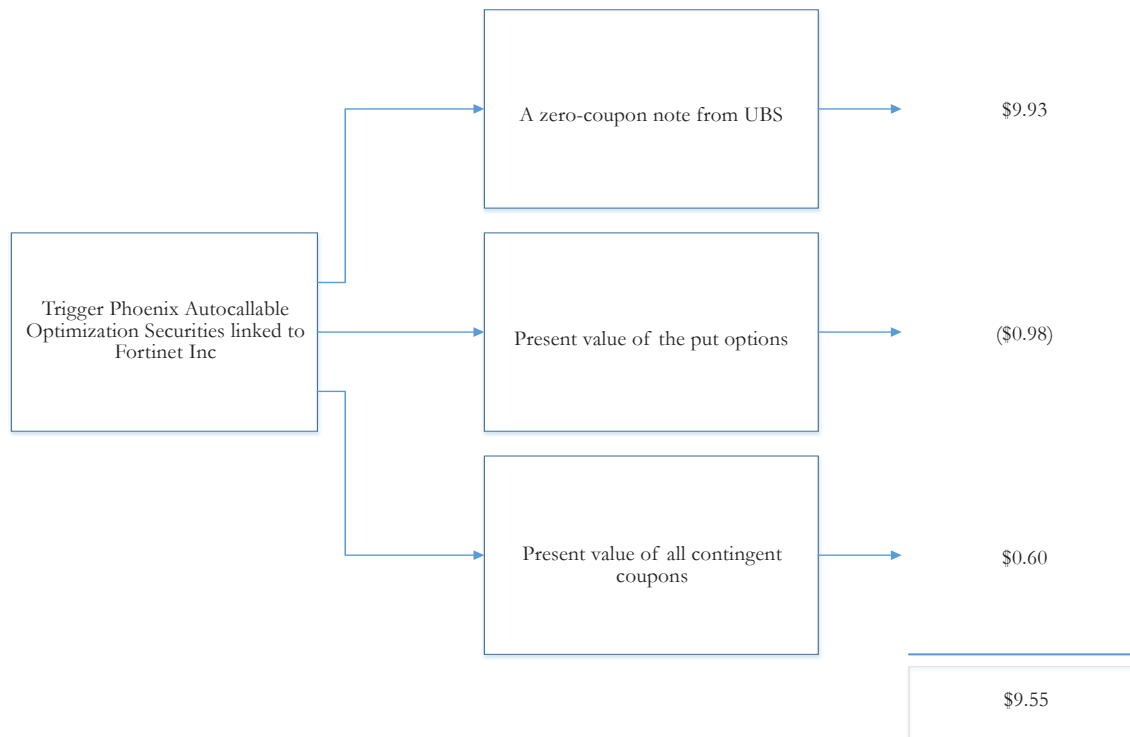 A zero-coupon note from UBS
$9.93
Trigger Phoenix Autocallable
Optimization Securities linked to
Fortinet Inc
Present value of the put options
($0.98)
Present value of all contingent
coupons
$0.60
$9.55